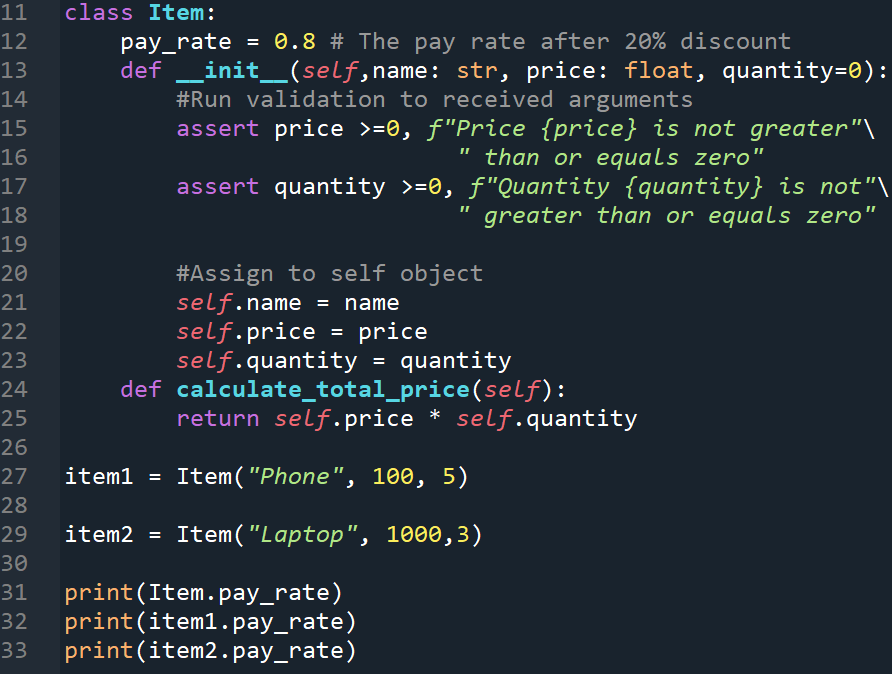 11 class Item:
12     pay_rate = 0.8 # The pay rate after 20% discount
13     def __init__(self,name: str, price: float, quantity=0):
14         #Run validation to received arguments
15         assert price >=0, f"Price {price} is not greater"\
16                             " than or equals zero"
17         assert quantity >=0, f"Quantity {quantity} is not"\
18                             " greater than or equals zero"
19
20         #Assign to self object
21         self.name = name
22         self.price = price
23         self.quantity = quantity
24     def calculate_total_price(self):
25         return self.price * self.quantity
26
27 item1 = Item("Phone", 100, 5)
28
29 item2 = Item("Laptop", 1000,3)
30
31 print(Item.pay_rate)
32 print(item1.pay_rate)
33 print(item2.pay_rate)